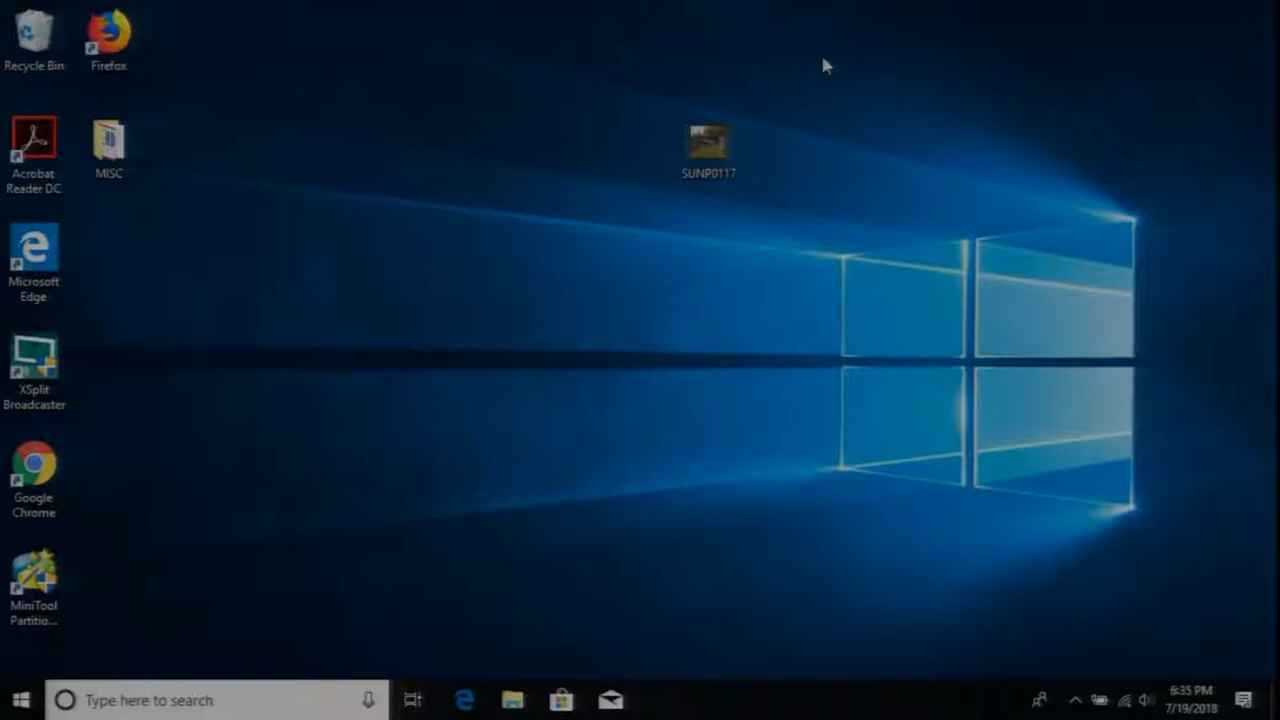 Recycle Bin
Firefox
Acrobat
Reader DC
MISC
SUNP0117
Microsoft
Edge
XSplit
Broadcaster
Google
Chrome
MiniTool
Partitio...
Type here to search
6:35 PM
7/19/2018